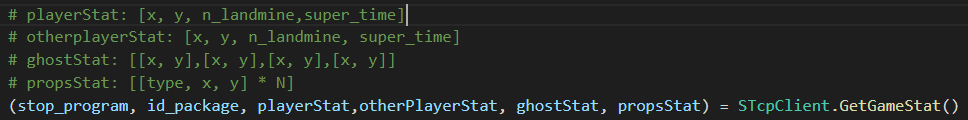 # playerStat: [x, y, n_landmine,super_time]
# otherplayerStat: [x, y, n_landmine, super_time]
# ghostStat: [[x, y],[x, y],[x, y],[x, y]]
# propsStat: [[type, x, y] * N]
(stop_program, id_package, playerStat,otherPlayerStat, ghostStat, propsStat) = STcpClient.GetGameStat()